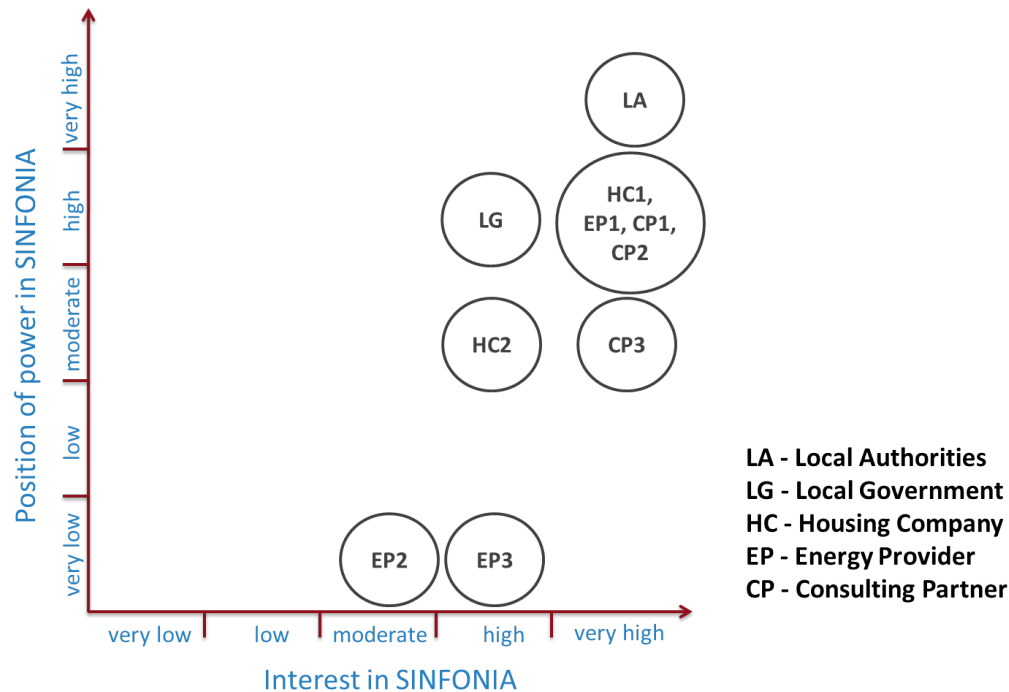 Position of power in SINFONIA
very high
high
moderate
low
very low
LA
HC1,
EP1, CP1,
CP2
LG
HC2
CP3
EP2
EP3
LA - Local Authorities
LG - Local Government
HC - Housing Company
EP - Energy Provider
CP - Consulting Partner
very low
low
moderate
high
very high
Interest in SINFONIA